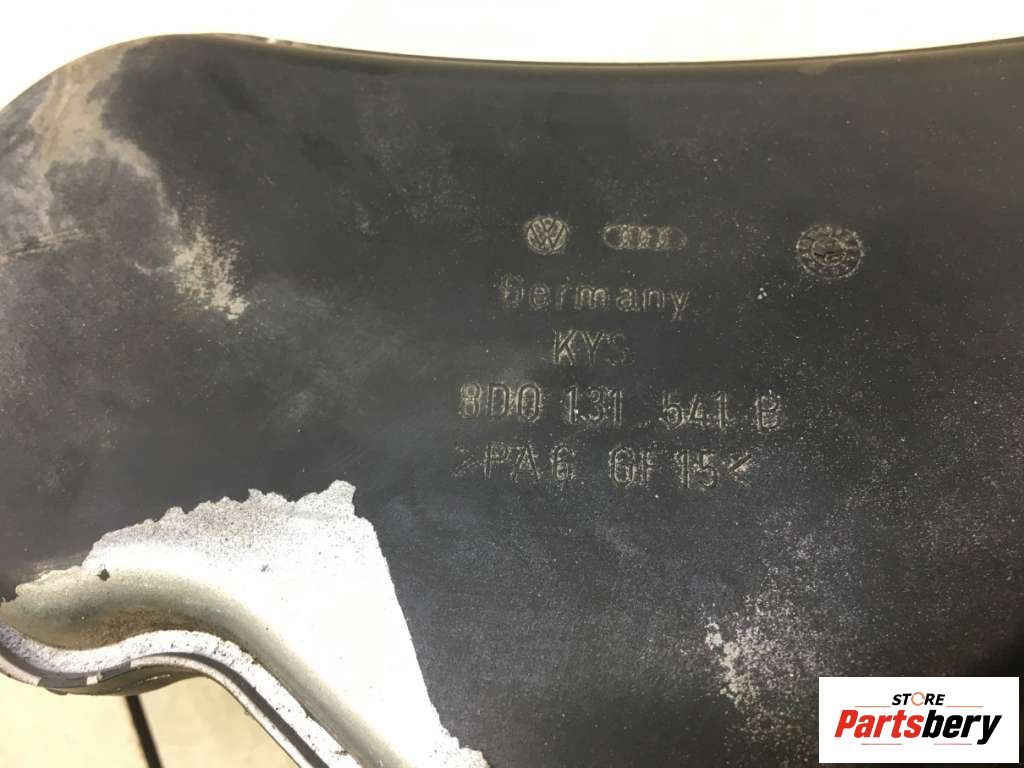 Germany
KYS
8D0 131 541 B
>PA6 GF15<
STORE
Partsbery